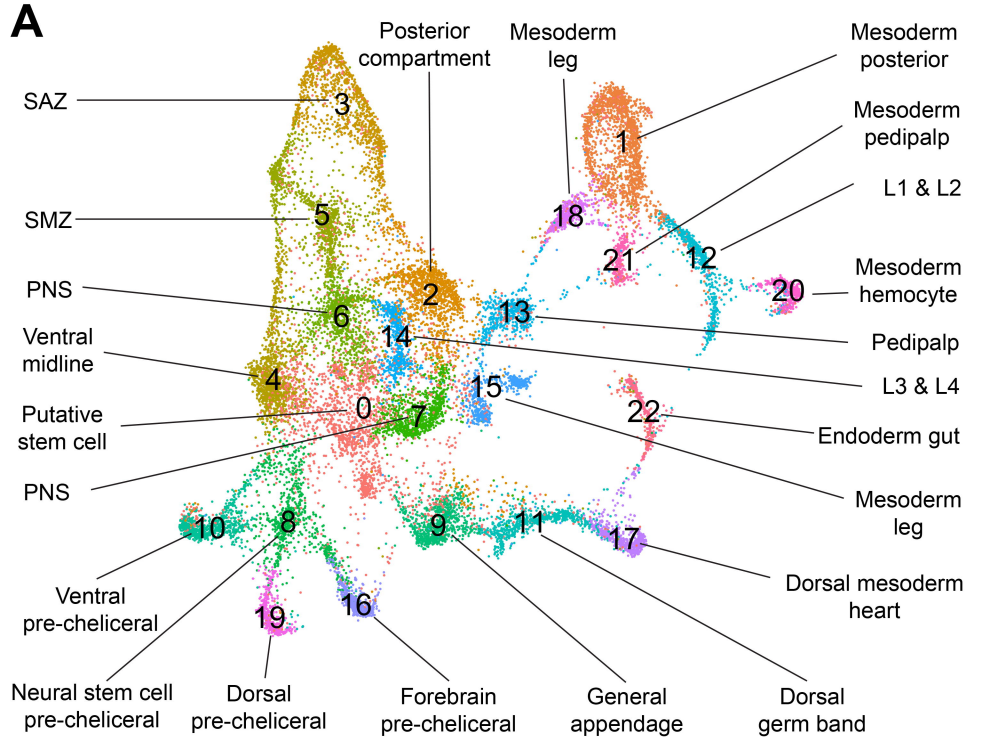 A
Posterior
compartment
Mesoderm
leg
Mesoderm
posterior
SAZ
3
Mesoderm
pedipalp
1
L1 & L2
SMZ
5
18
21
12
PNS
6
2
13
20
Mesoderm
hemocyte
Ventral
midline
14
Pedipalp
4
15
L3 & L4
Putative
stem cell
0
7
22
Endoderm gut
PNS
10
8
9
11
17
Mesoderm
leg
Ventral
pre-cheliceral
19
16
Dorsal mesoderm
heart
Neural stem cell
pre-cheliceral
Dorsal
pre-cheliceral
Forebrain
pre-cheliceral
General
appendage
Dorsal
germ band